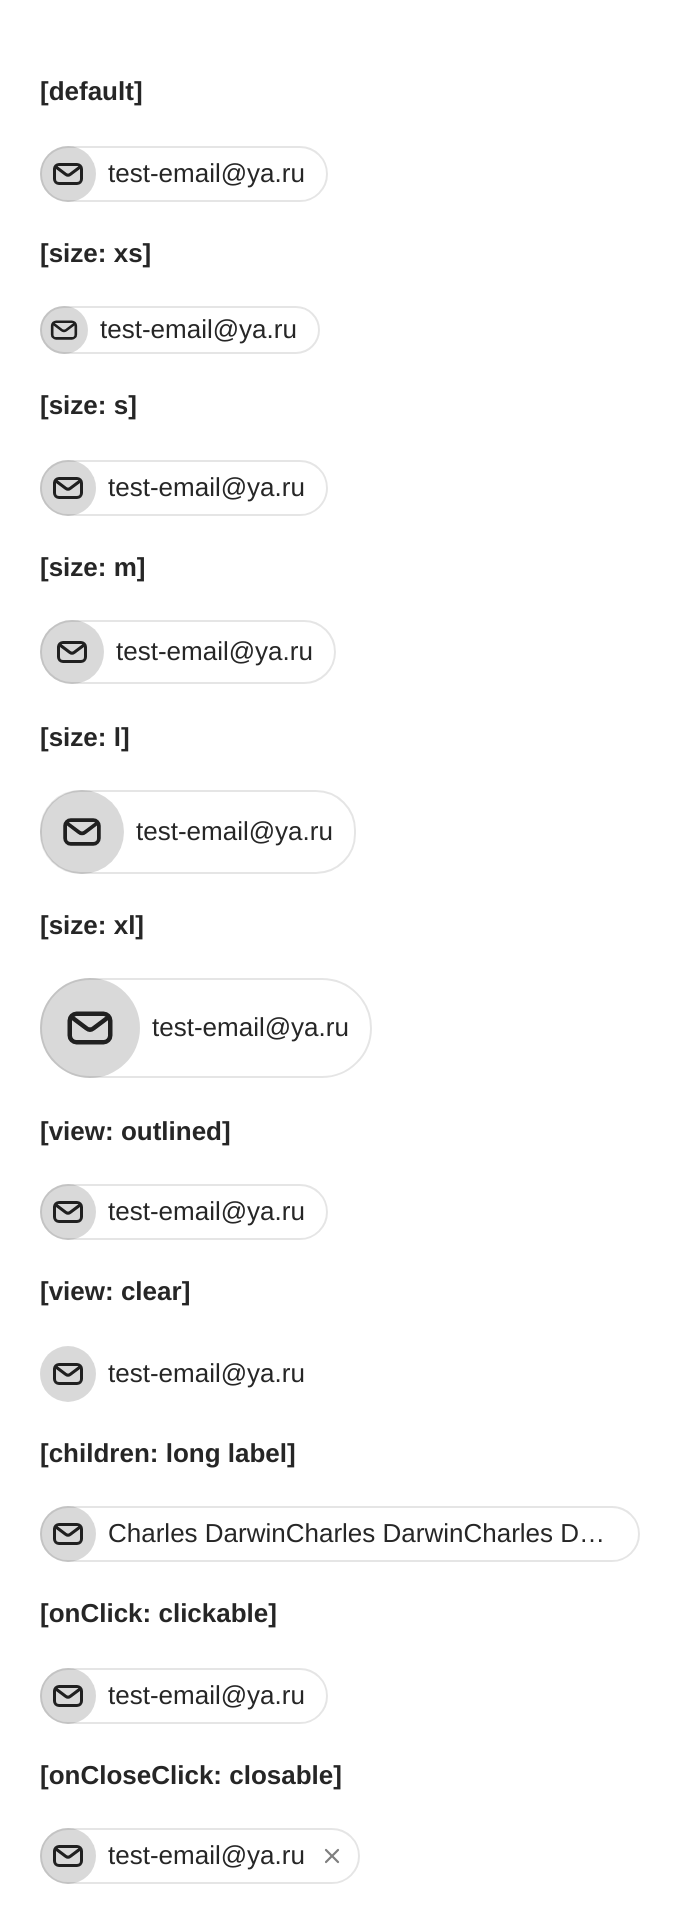 [default]
test-email@ya.ru
[size: xs]
test-email@ya.ru
[size: s]
test-email@ya.ru
[size: m]
test-email@ya.ru
[size: l]
test-email@ya.ru
[size: xl]
test-email@ya.ru
[view: outlined]
test-email@ya.ru
[view: clear]
test-email@ya.ru
[children: long label]
Charles DarwinCharles DarwinCharles D…
[onClick: clickable]
test-email@ya.ru
[onCloseClick: closable]
test-email@ya.ru